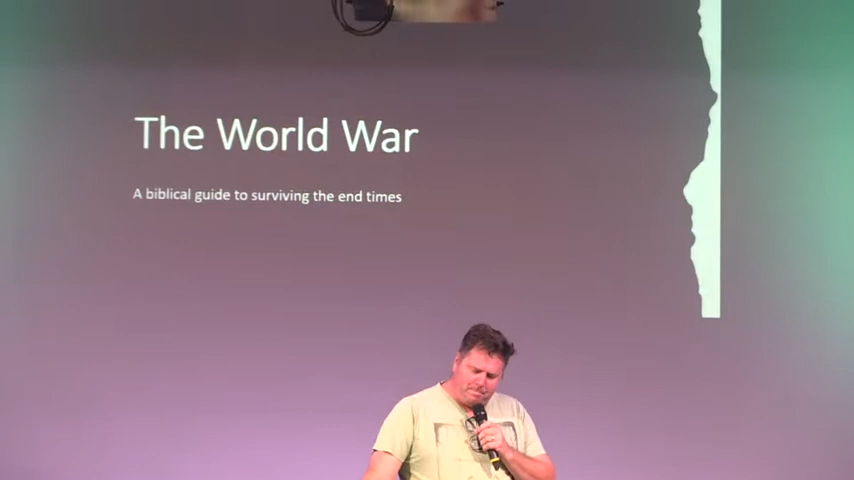 The World War
A biblical guide to surviving the end times